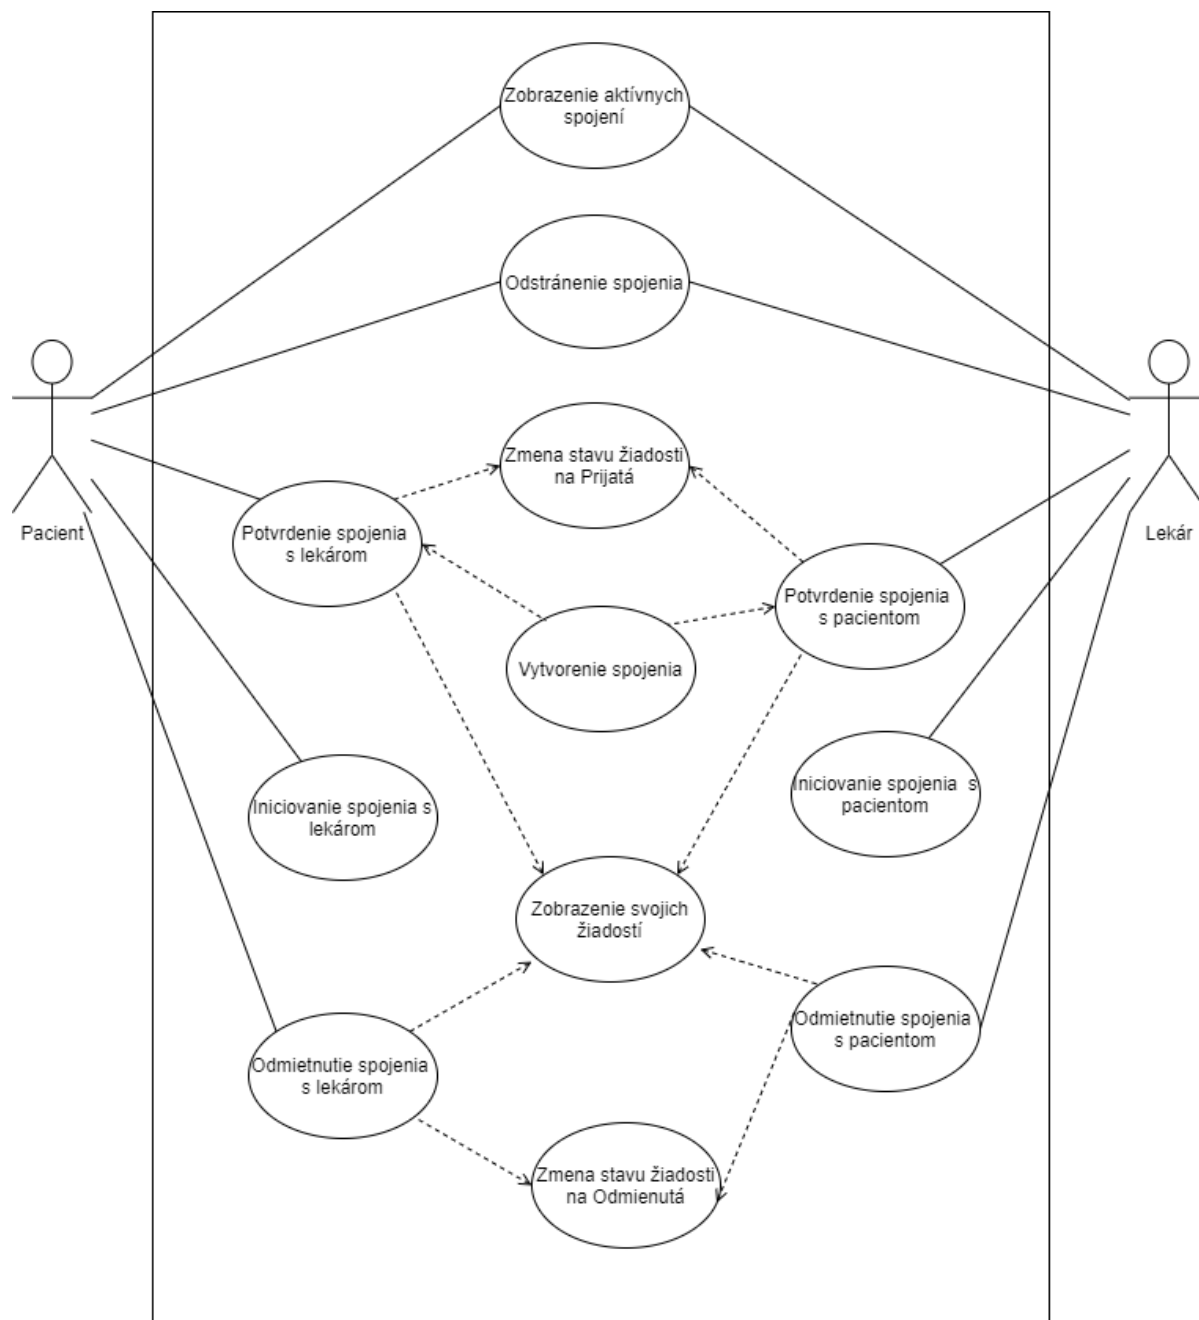 Zobrazenie aktívnych
spojení
Odstránenie spojenia
Zmena stavu žiadosti
na Prijatá
Pacient
Lekár
Potvrdenie spojenia
s lekárom
Potvrdenie spojenia
s pacientom
Vytvorenie spojenia
Iniciovanie spojenia s
lekárom
Iniciovanie spojenia s
pacientom
Zobrazenie svojich
žiadostí
Odmietnutie spojenia
s lekárom
Odmietnutie spojenia
s pacientom
Zmena stavu žiadosti
na Odmienutá